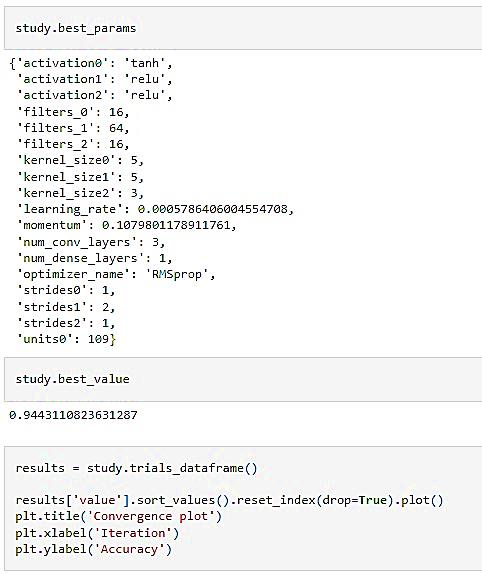 study.best_params
{'activation0': 'tanh',
 'activation1': 'relu',
 'activation2': 'relu',
 'filters_0': 16,
 'filters_1': 64,
 'filters_2': 16,
 'kernel_size0': 5,
 'kernel_size1': 5,
 'kernel_size2': 3,
 'learning_rate': 0.0005786406004554708,
 'momentum': 0.1079801178911761,
 'num_conv_layers': 3,
 'num_dense_layers': 1,
 'optimizer_name': 'RMSprop',
 'strides0': 1,
 'strides1': 2,
 'strides2': 1,
 'units0': 109}
study.best_value
0.9443110823631287
results = study.trials_dataframe()
results['value'].sort_values().reset_index(drop=True).plot()
plt.title('Convergence plot')
plt.xlabel('Iteration')
plt.ylabel('Accuracy')